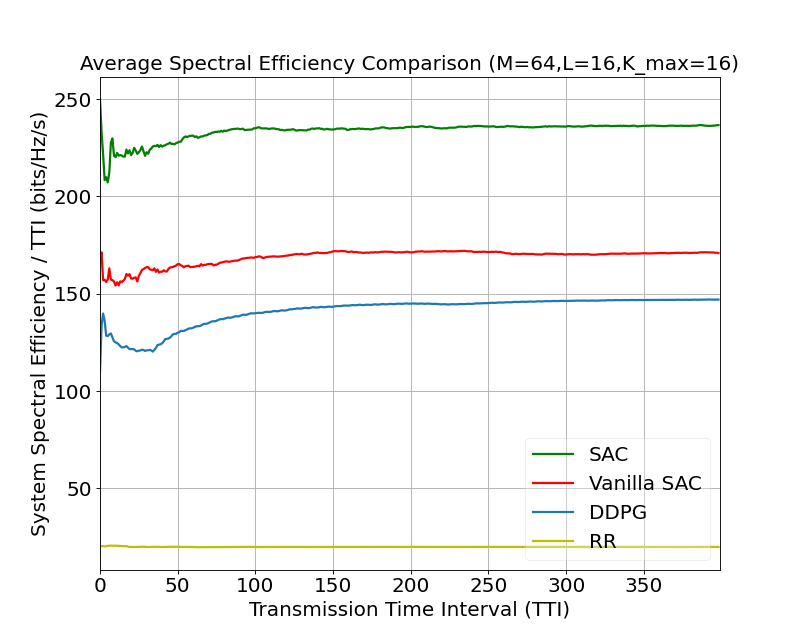 Average Spectral Efficiency Comparison (M=64,L=16,K_max=16)
System Spectral Efficiency / TTI (bits/Hz/s)
250
200
150
100
50
SAC
Vanilla SAC
DDPG
RR
0 50 100 150 200 250 300 350
Transmission Time Interval (TTI)